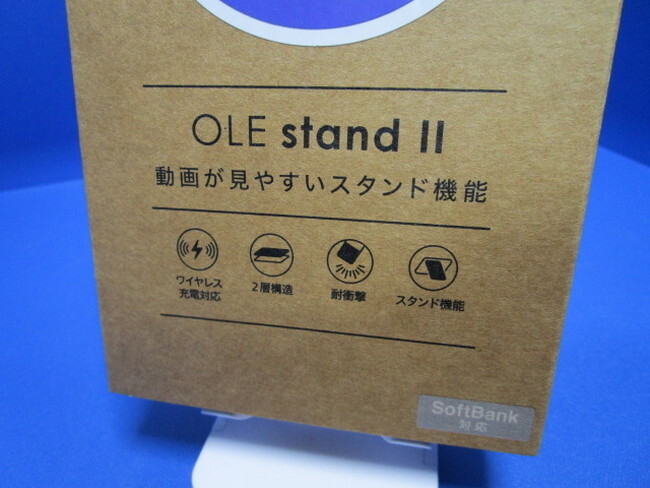 OLE stand II
動画が見やすいスタンド機能
ワイヤレス
充電対応
2層構造
耐衝撃
スタンド機能
SoftBank
対応